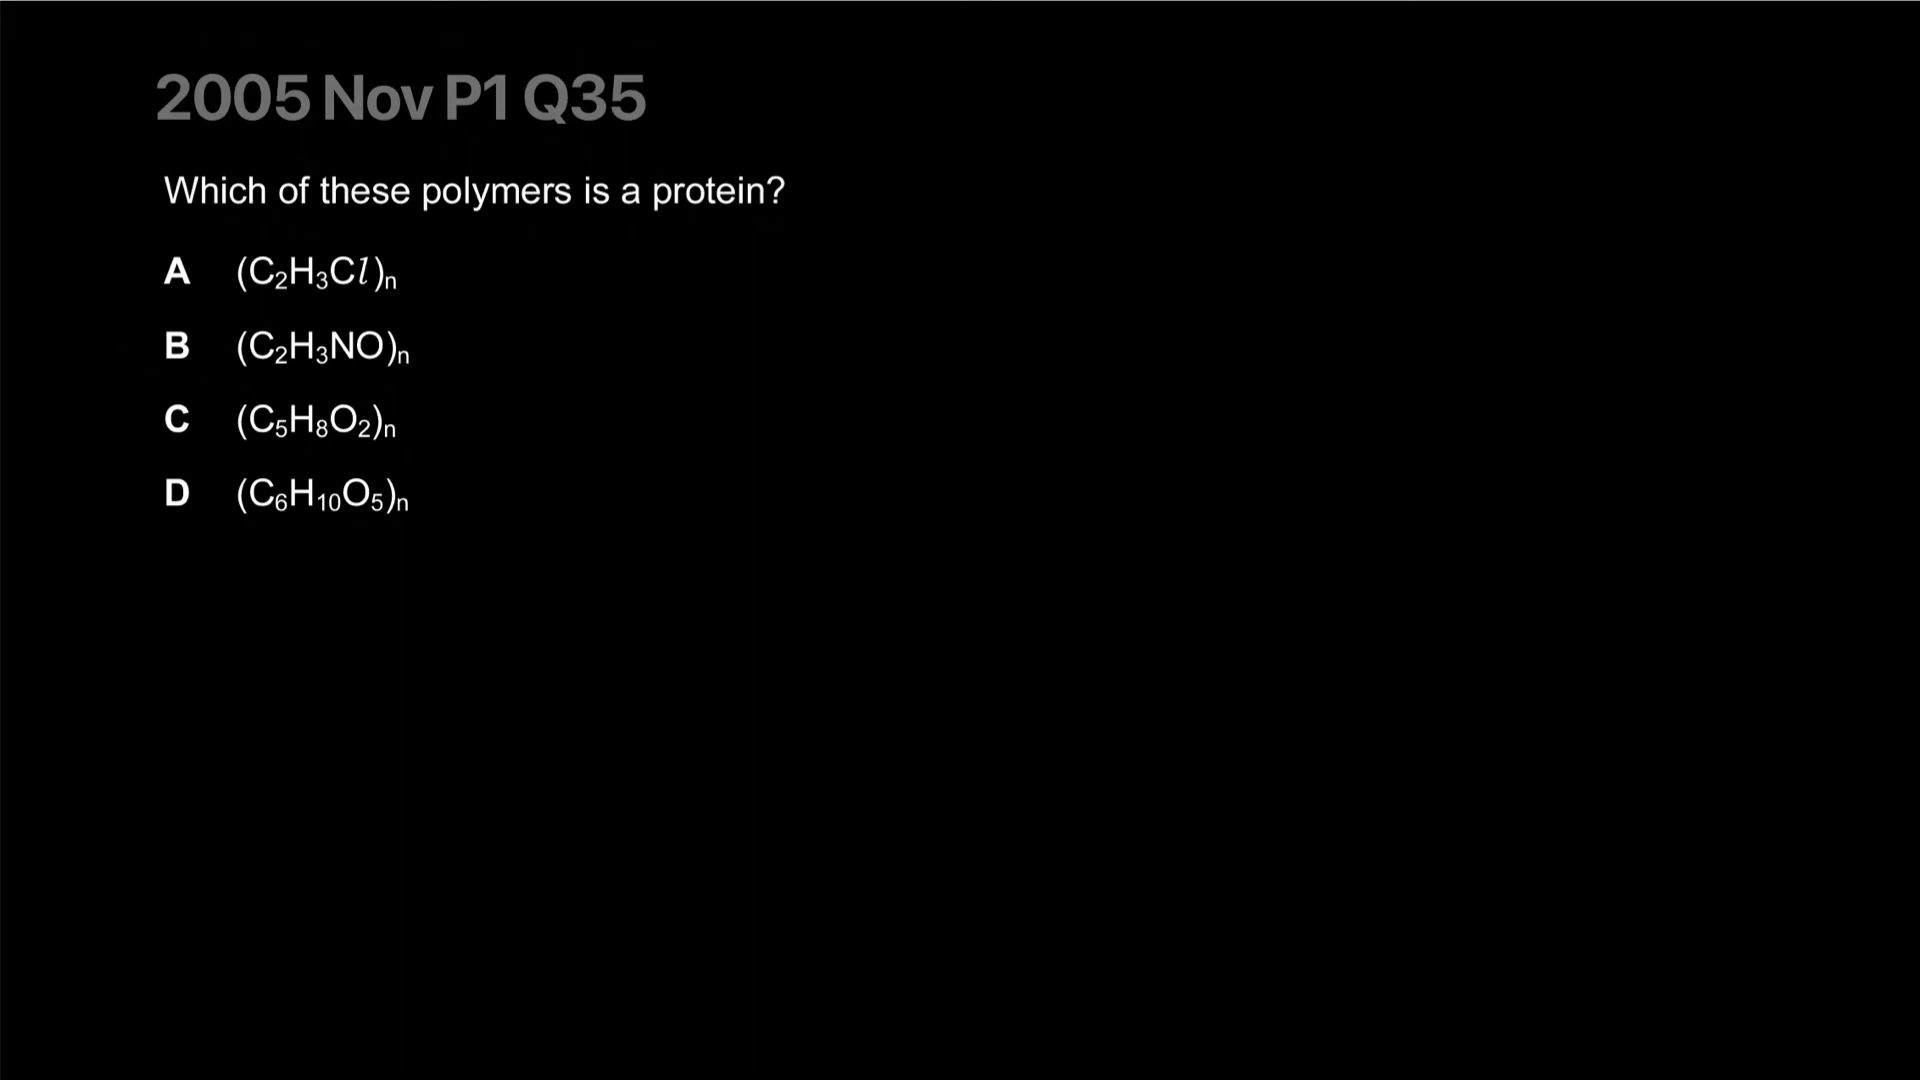 2005 Nov P1 Q35
Which of these polymers is a protein?
A (C₂H₃Cl)ₙ
B (C₂H₃NO)ₙ
C (C₅H₈O₂)ₙ
D (C₆H₁₀O₅)ₙ